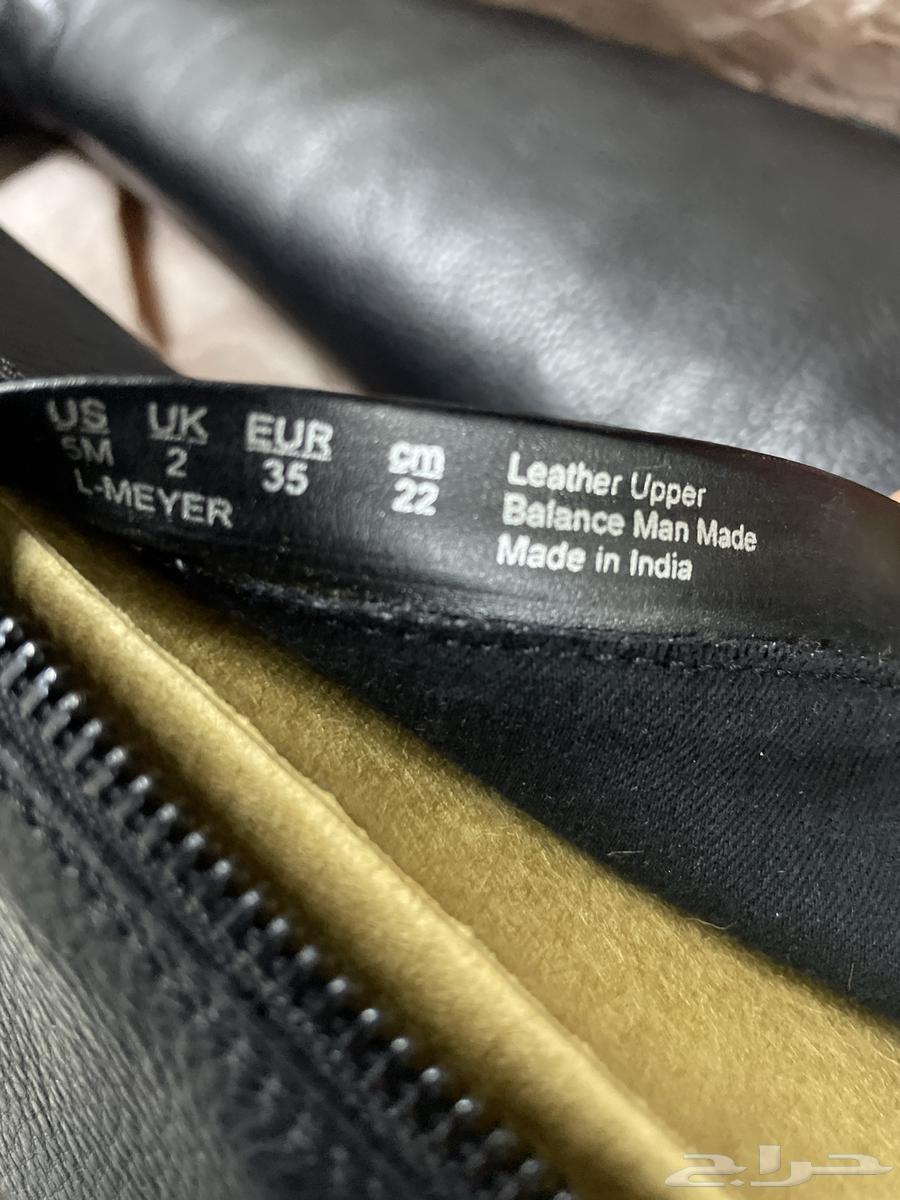 US UK EUR cm
5M 2 35 22
L-MEYER
Leather Upper
Balance Man Made
Made in India
حراج